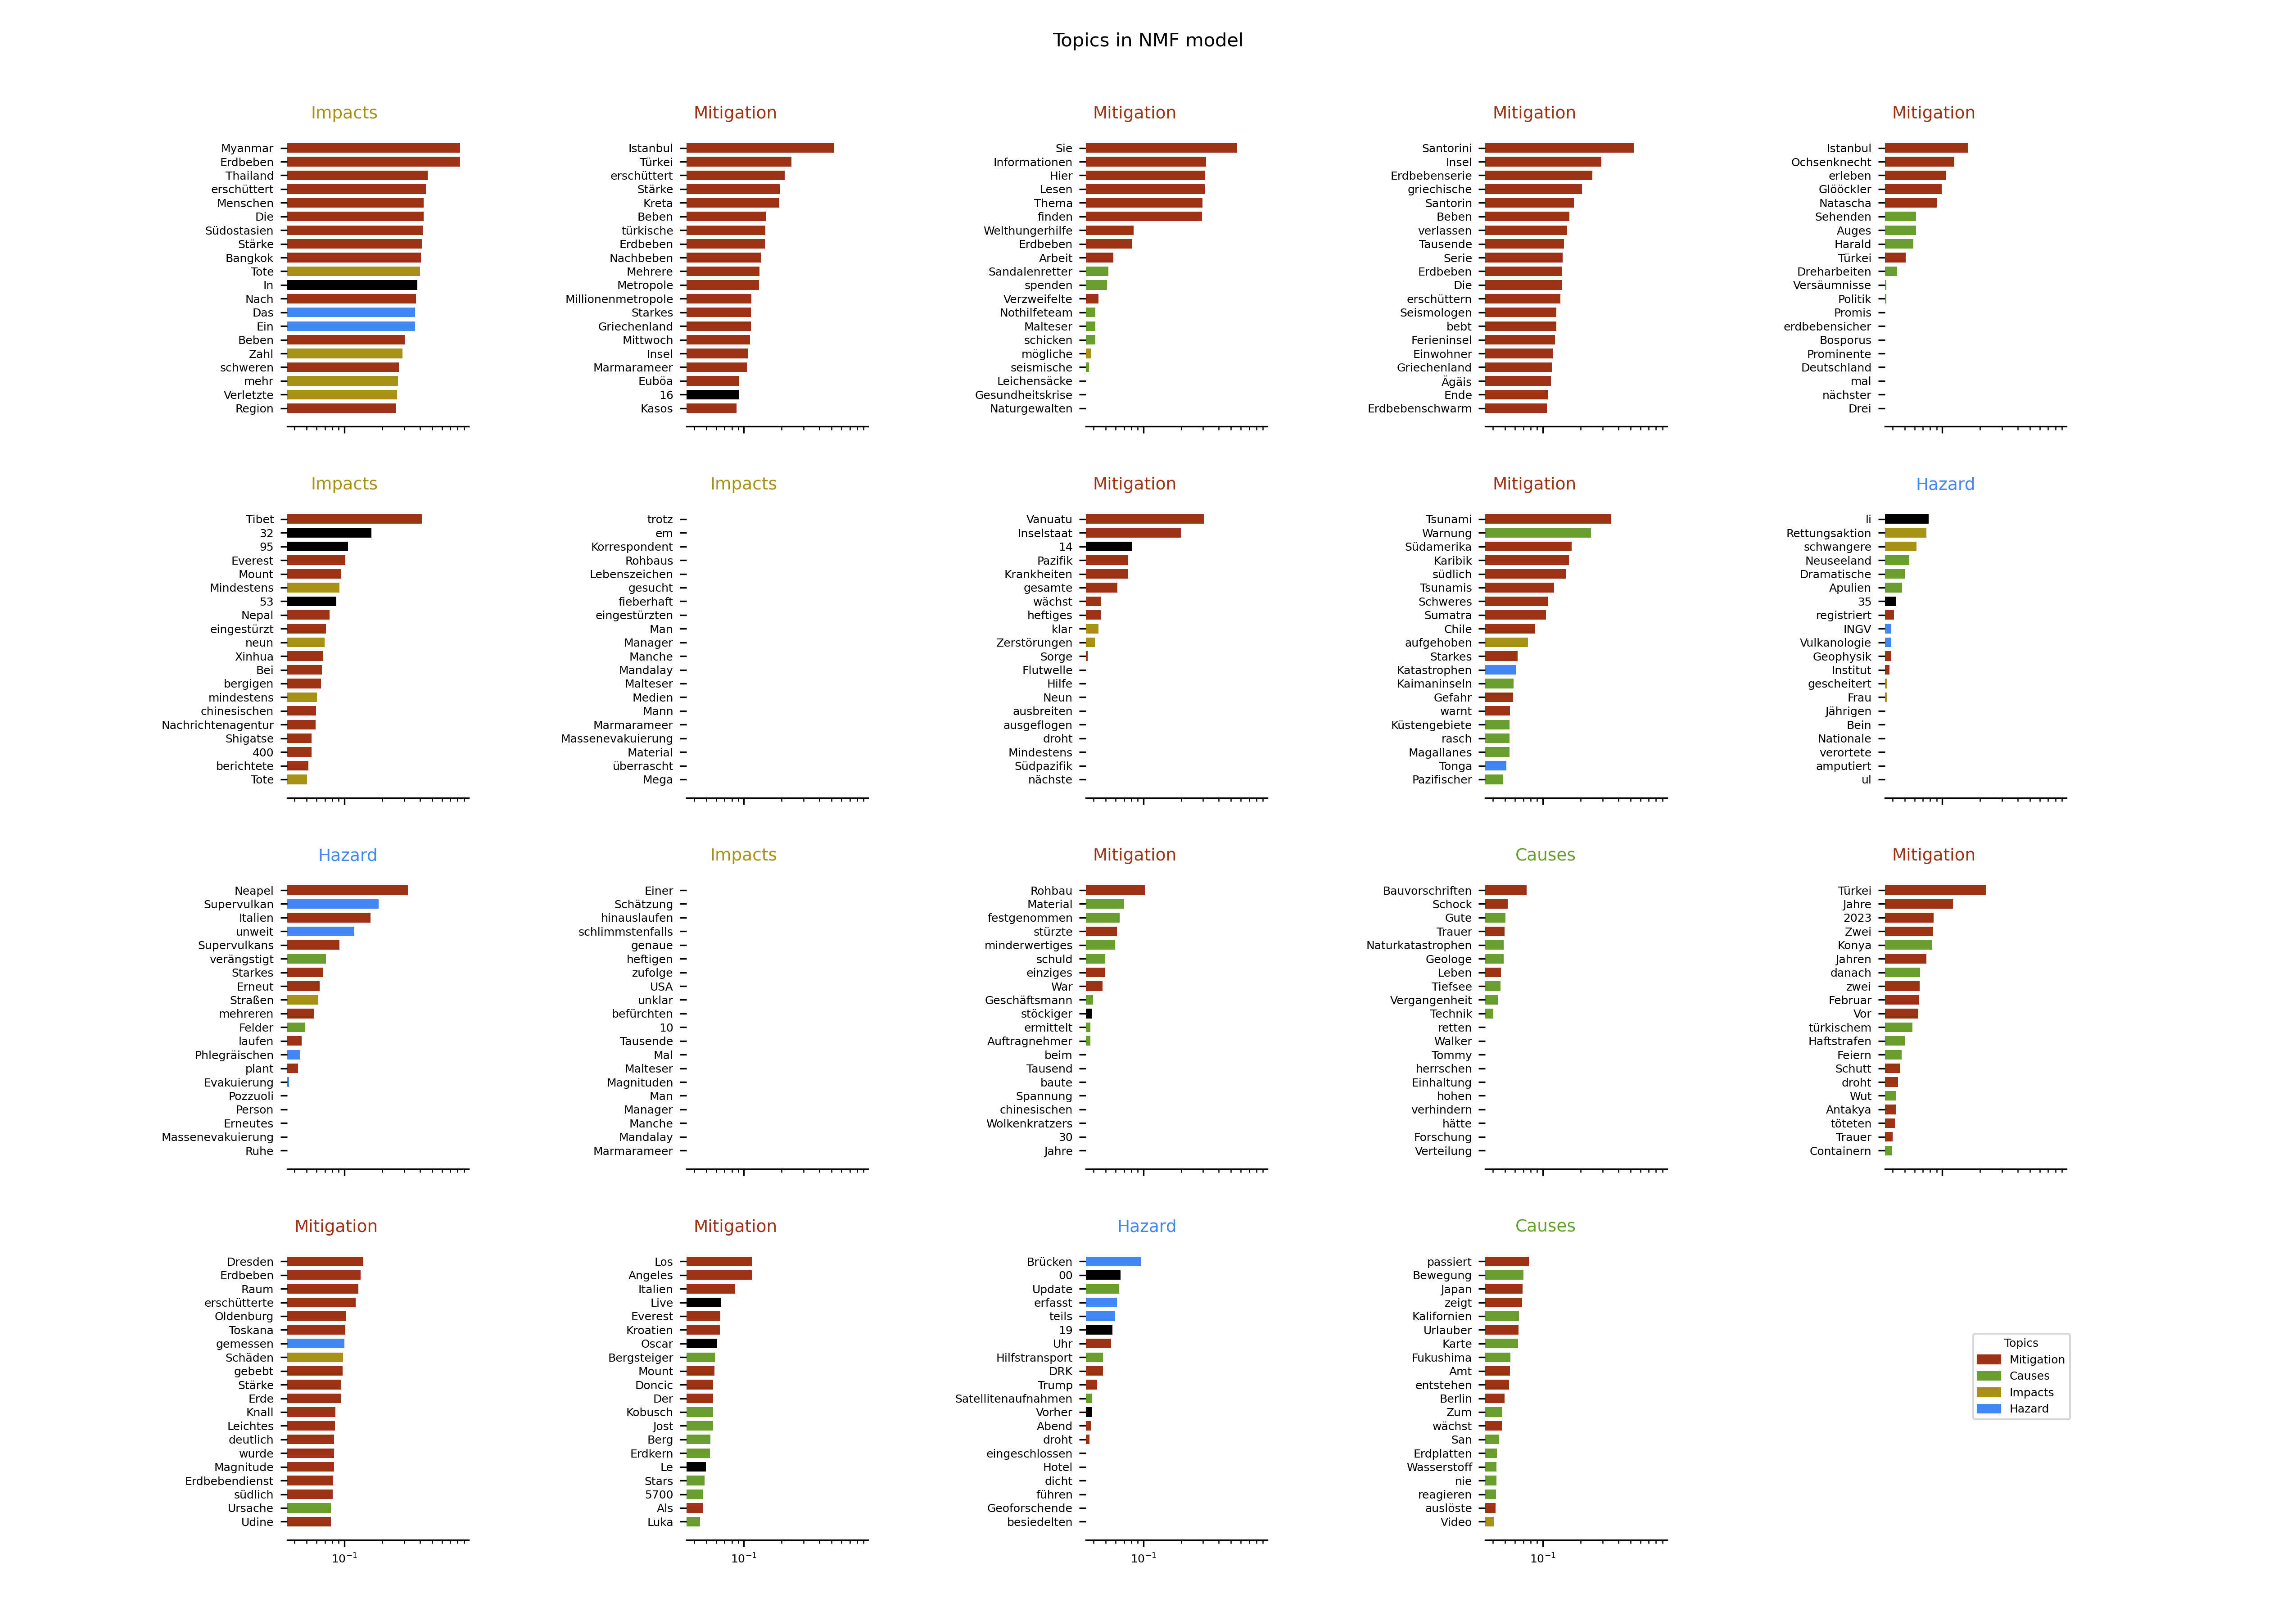 Topics in NMF model
Impacts
Myanmar
Erdbeben
Thailand
erschüttert
Menschen
Die
Südostasien
Stärke
Bangkok
Tote
In
Nach
Das
Ein
Beben
Zahl
schweren
mehr
Verletzte
Region
Mitigation
Istanbul
Türkei
erschüttert
Stärke
Kreta
Beben
türkische
Erdbeben
Nachbeben
Mehrere
Metropole
Millionenmetropole
Starkes
Griechenland
Mittwoch
Insel
Marmarameer
Euböa
16
Kasos
Mitigation
Sie
Informationen
Hier
Lesen
Thema
finden
Welthungerhilfe
Erdbeben
Arbeit
Sandalenretter
spenden
Verzweifelte
Nothilfeteam
Malteser
schicken
mögliche
seismische
Leichensäcke
Gesundheitskrise
Naturgewalten
Mitigation
Santorini
Insel
Erdbebenserie
griechische
Santorin
Beben
verlassen
Tausende
Serie
Erdbeben
Die
erschüttern
Seismologen
bebt
Ferieninsel
Einwohner
Griechenland
Ägäis
Ende
Erdbebenschwarm
Mitigation
Istanbul
Ochsenknecht
erleben
Glööckler
Natascha
Sehenden
Auges
Harald
Türkei
Dreharbeiten
Versäumnisse
Politik
Promis
erdbebensicher
Bosporus
Prominente
Deutschland
mal
nächster
Drei
Impacts
Tibet
32
95
Everest
Mount
Mindestens
53
Nepal
eingestürzt
neun
Xinhua
Bei
bergigen
mindestens
chinesischen
Nachrichtenagentur
Shigatse
400
berichtete
Tote
Impacts
trotz
em
Korrespondent
Rohbaus
Lebenszeichen
gesucht
fieberhaft
eingestürzten
Man
Manager
Manche
Mandalay
Malteser
Medien
Mann
Marmarameer
Massenevakuierung
Material
überrascht
Mega
Mitigation
Vanuatu
Inselstaat
14
Pazifik
Krankheiten
gesamte
wächst
heftiges
klar
Zerstörungen
Sorge
Flutwelle
Hilfe
Neun
ausbreiten
ausgeflogen
droht
Mindestens
Südpazifik
nächste
Mitigation
Tsunami
Warnung
Südamerika
Karibik
südlich
Tsunamis
Schweres
Sumatra
Chile
aufgehoben
Starkes
Katastrophen
Kaimaninseln
Gefahr
warnt
Küstengebiete
rasch
Magallanes
Tonga
Pazifischer
Hazard
li
Rettungsaktion
schwangere
Neuseeland
Dramatische
Apulien
35
registriert
INGV
Vulkanologie
Geophysik
Institut
gescheitert
Frau
Jährigen
Bein
Nationale
verortete
amputiert
ul
Hazard
Neapel
Supervulkan
Italien
unweit
Supervulkans
verängstigt
Starkes
Erneut
Straßen
mehreren
Felder
laufen
Phlegräischen
plant
Evakuierung
Pozzuoli
Person
Erneutes
Massenevakuierung
Ruhe
Impacts
Einer
Schätzung
hinauslaufen
schlimmstenfalls
genaue
heftigen
zufolge
USA
unklar
befürchten
10
Tausende
Mal
Malteser
Magnituden
Man
Manager
Manche
Mandalay
Marmarameer
Mitigation
Rohbau
Material
festgenommen
stürzte
minderwertiges
schuld
einziges
War
Geschäftsmann
stöckiger
ermittelt
Auftragnehmer
beim
Tausend
baute
Spannung
chinesischen
Wolkenkratzers
30
Jahre
Causes
Bauvorschriften
Schock
Gute
Trauer
Naturkatastrophen
Geologe
Leben
Tiefsee
Vergangenheit
Technik
retten
Walker
Tommy
herrschen
Einhaltung
hohen
verhindern
hätte
Forschung
Verteilung
Mitigation
Türkei
Jahre
2023
Zwei
Konya
Jahren
danach
zwei
Februar
Vor
türkischem
Haftstrafen
Feiern
Schutt
droht
Wut
Antakya
töteten
Trauer
Containern
Mitigation
Dresden
Erdbeben
Raum
erschütterte
Oldenburg
Toskana
gemessen
Schäden
gebebt
Stärke
Erde
Knall
Leichtes
deutlich
wurde
Magnitude
Erdbebendienst
südlich
Ursache
Udine
10⁻¹
Mitigation
Los
Angeles
Italien
Live
Everest
Kroatien
Oscar
Bergsteiger
Mount
Doncic
Der
Kobusch
Jost
Berg
Erdkern
Le
Stars
5700
Als
Luka
10⁻¹
Hazard
Brücken
00
Update
erfasst
teils
19
Uhr
Hilfstransport
DRK
Trump
Satellitenaufnahmen
Vorher
Abend
droht
eingeschlossen
Hotel
dicht
führen
Geoforschende
besiedelten
10⁻¹
Causes
passiert
Bewegung
Japan
zeigt
Kalifornien
Urlauber
Karte
Fukushima
Amt
entstehen
Berlin
Zum
wächst
San
Erdplatten
Wasserstoff
nie
reagieren
auslöste
Video
10⁻¹
Topics
Mitigation
Causes
Impacts
Hazard